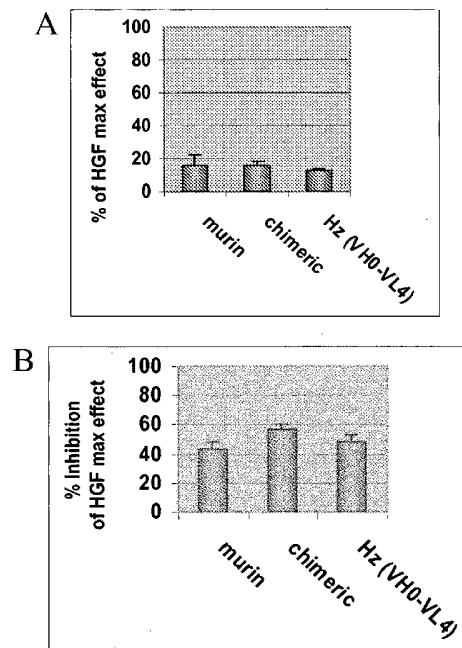 A
% of HGF max effect
100
80
60
40
20
0
murin
chimeric
Hz (VH0-VL4)
B
% Inhibition
of HGF max effect
100
80
60
40
20
0
murin
chimeric
Hz (VH0-VL4)